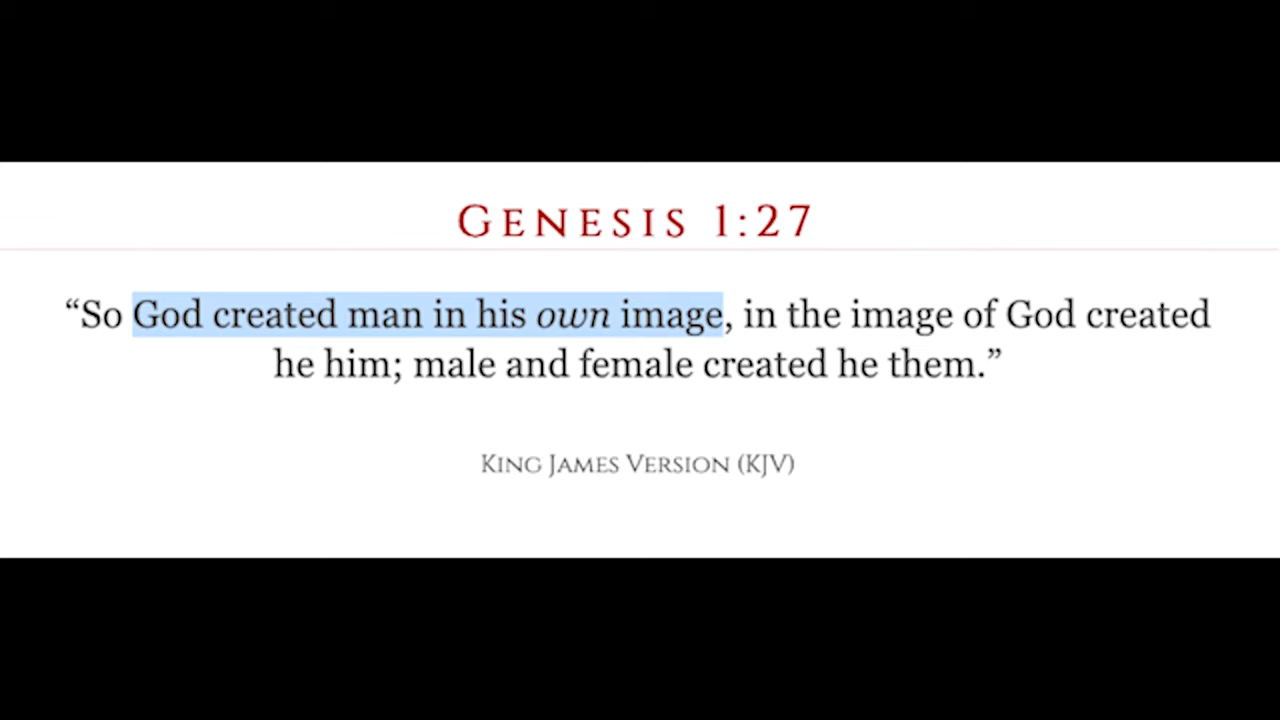 Genesis 1:27
“So God created man in his own image, in the image of God created
he him; male and female created he them.”
King James Version (KJV)